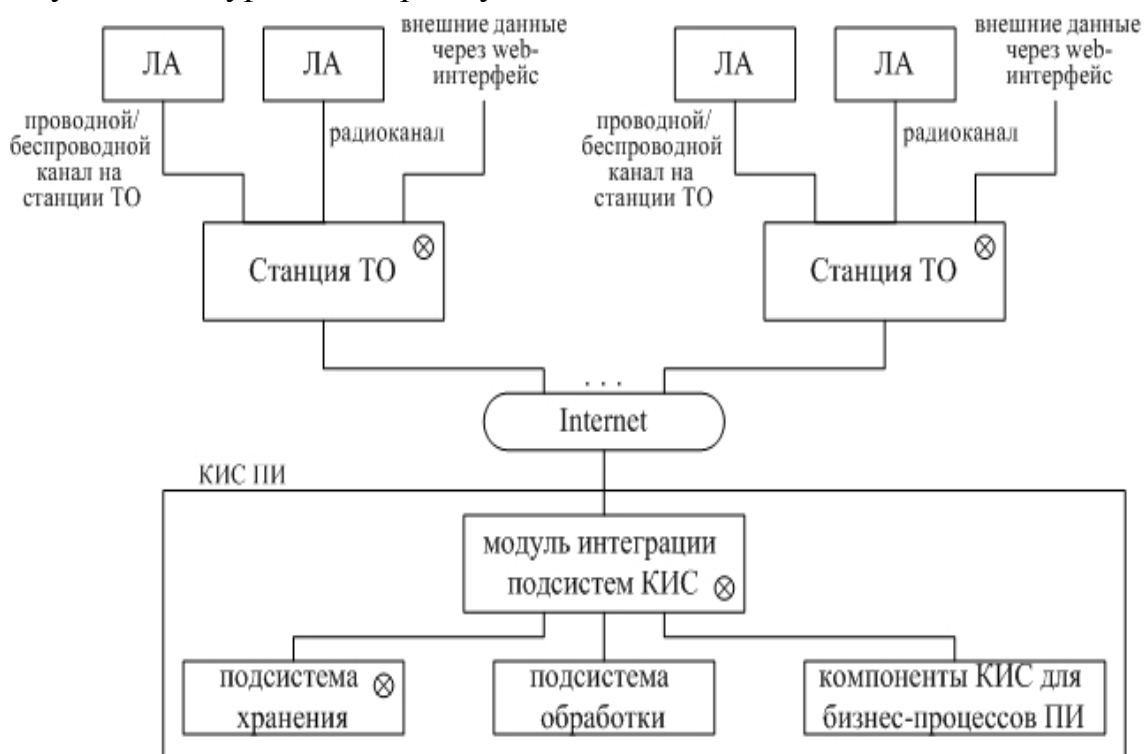 ЛА
ЛА
внешние данные
через web-
интерфейс
проводной/
беспроводной
канал на
станции ТО
радиоканал
Станция ТО
ЛА
ЛА
внешние данные
через web-
интерфейс
проводной/
беспроводной
канал на
станции ТО
радиоканал
Станция ТО
. . .
Internet
КИС ПИ
модуль интеграции
подсистем КИС
подсистема
хранения
подсистема
обработки
компоненты КИС для
бизнес-процессов ПИ